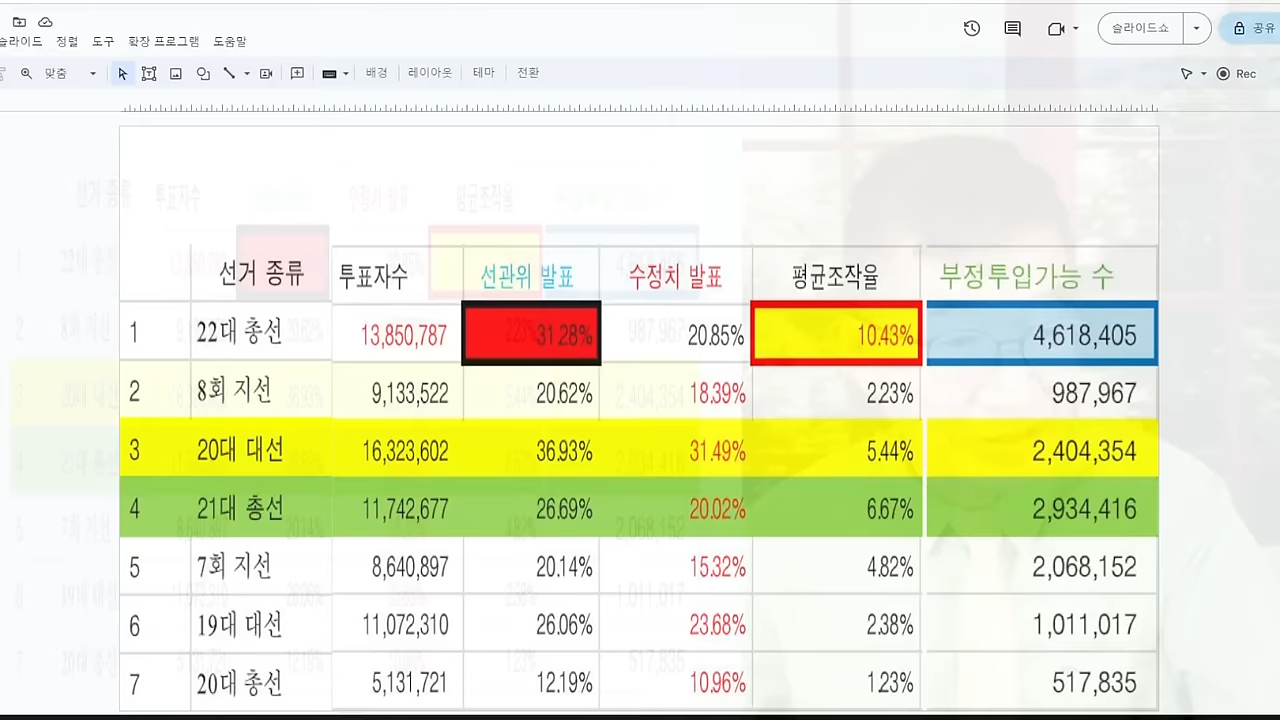 슬라이드 정렬 도구 확장 프로그램 도움말
슬라이드쇼 공유
맞춤 배경 레이아웃 테마 전환 Rec
선거 종류 투표자수 선관위 발표 수정치 발표 평균조작율 부정투입가능 수
1 22대 총선 13,850,787 31.28% 20.85% 10.43% 4,618,405
2 8회 지선 9,133,522 20.62% 18.39% 2.23% 987,967
3 20대 대선 16,323,602 36.93% 31.49% 5.44% 2,404,354
4 21대 총선 11,742,677 26.69% 20.02% 6.67% 2,934,416
5 7회 지선 8,640,897 20.14% 15.32% 4.82% 2,068,152
6 19대 대선 11,072,310 26.06% 23.68% 2.38% 1,011,017
7 20대 총선 5,131,721 12.19% 10.96% 1.23% 517,835